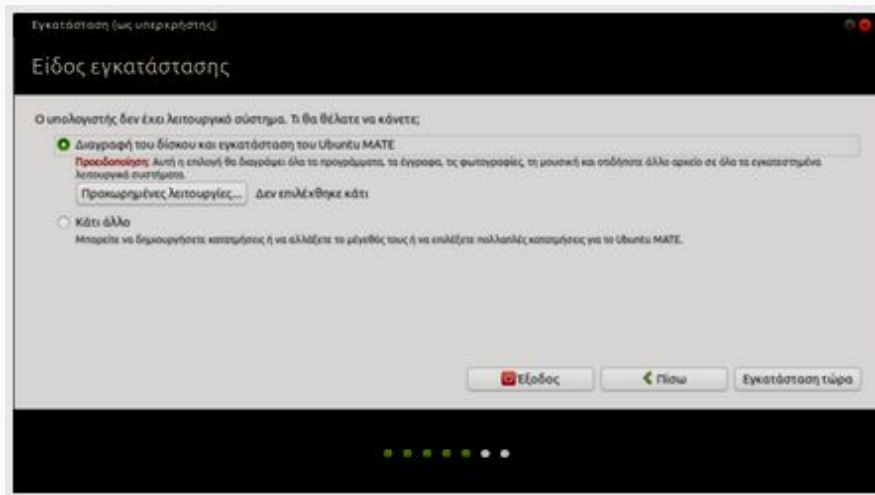 Εγκατάσταση (ως υπερχρήστης)
Είδος εγκατάστασης
Ο υπολογιστής δεν έχει λειτουργικό σύστημα. Τι θα θέλατε να κάνετε;
Διαγραφή του δίσκου και εγκατάσταση του Ubuntu MATE
Προειδοποίηση: Αυτή η επιλογή θα διαγράψει όλα τα προγράμματα, τα έγγραφα, τις φωτογραφίες, τη μουσική και οτιδήποτε άλλο αρχείο σε όλα τα εγκατεστημένα
λειτουργικά συστήματα.
Προχωρημένες λειτουργίες... Δεν επιλέχθηκε κάτι
Κάτι άλλο
Μπορείτε να δημιουργήσετε κατατμήσεις ή να αλλάξετε το μέγεθός τους ή να επιλέξετε πολλαπλές κατατμήσεις για το Ubuntu MATE.
Έξοδος Πίσω Εγκατάσταση τώρα